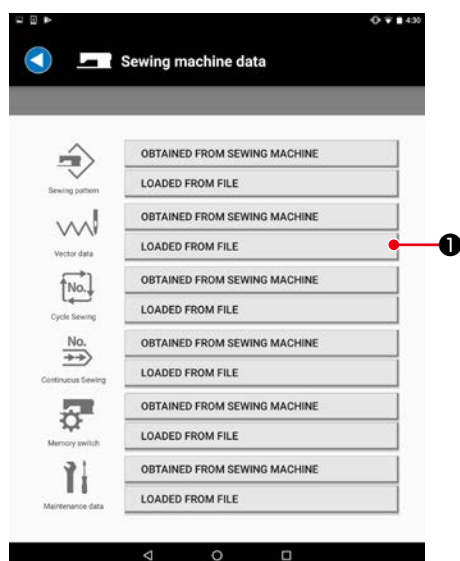 4:30
Sewing machine data
OBTAINED FROM SEWING MACHINE
Sewing pattern
LOADED FROM FILE
OBTAINED FROM SEWING MACHINE
Vector data
LOADED FROM FILE
❶
No.
OBTAINED FROM SEWING MACHINE
Cycle Sewing
LOADED FROM FILE
No.
OBTAINED FROM SEWING MACHINE
Continuous Sewing
LOADED FROM FILE
OBTAINED FROM SEWING MACHINE
Memory switch
LOADED FROM FILE
OBTAINED FROM SEWING MACHINE
Maintenance data
LOADED FROM FILE